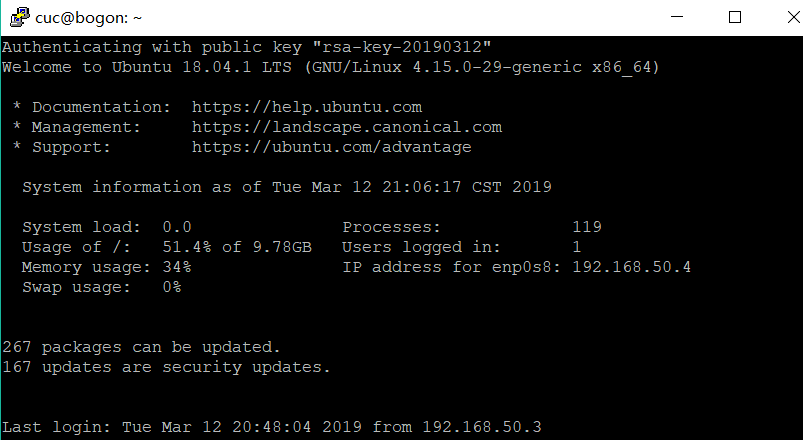 cuc@bogon: ~
Authenticating with public key "rsa-key-20190312"
Welcome to Ubuntu 18.04.1 LTS (GNU/Linux 4.15.0-29-generic x86_64)
* Documentation:  https://help.ubuntu.com
* Management:     https://landscape.canonical.com
* Support:        https://ubuntu.com/advantage
System information as of Tue Mar 12 21:06:17 CST 2019
System load:  0.0               Processes:             119
Usage of /:   51.4% of 9.78GB   Users logged in:       1
Memory usage: 34%               IP address for enp0s8: 192.168.50.4
Swap usage:   0%
267 packages can be updated.
167 updates are security updates.
Last login: Tue Mar 12 20:48:04 2019 from 192.168.50.3